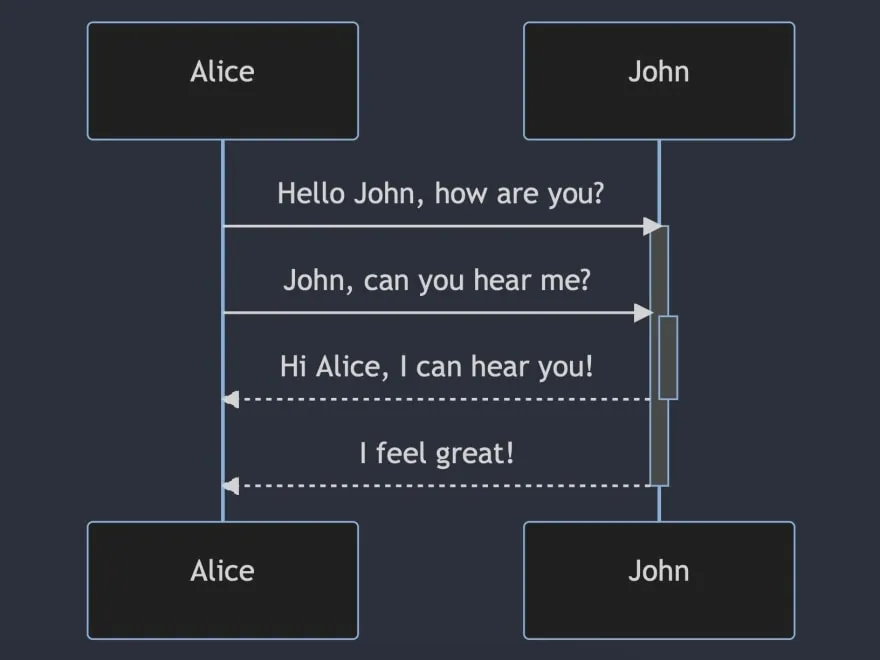 Alice
John
Hello John, how are you?
John, can you hear me?
Hi Alice, I can hear you!
I feel great!
Alice
John